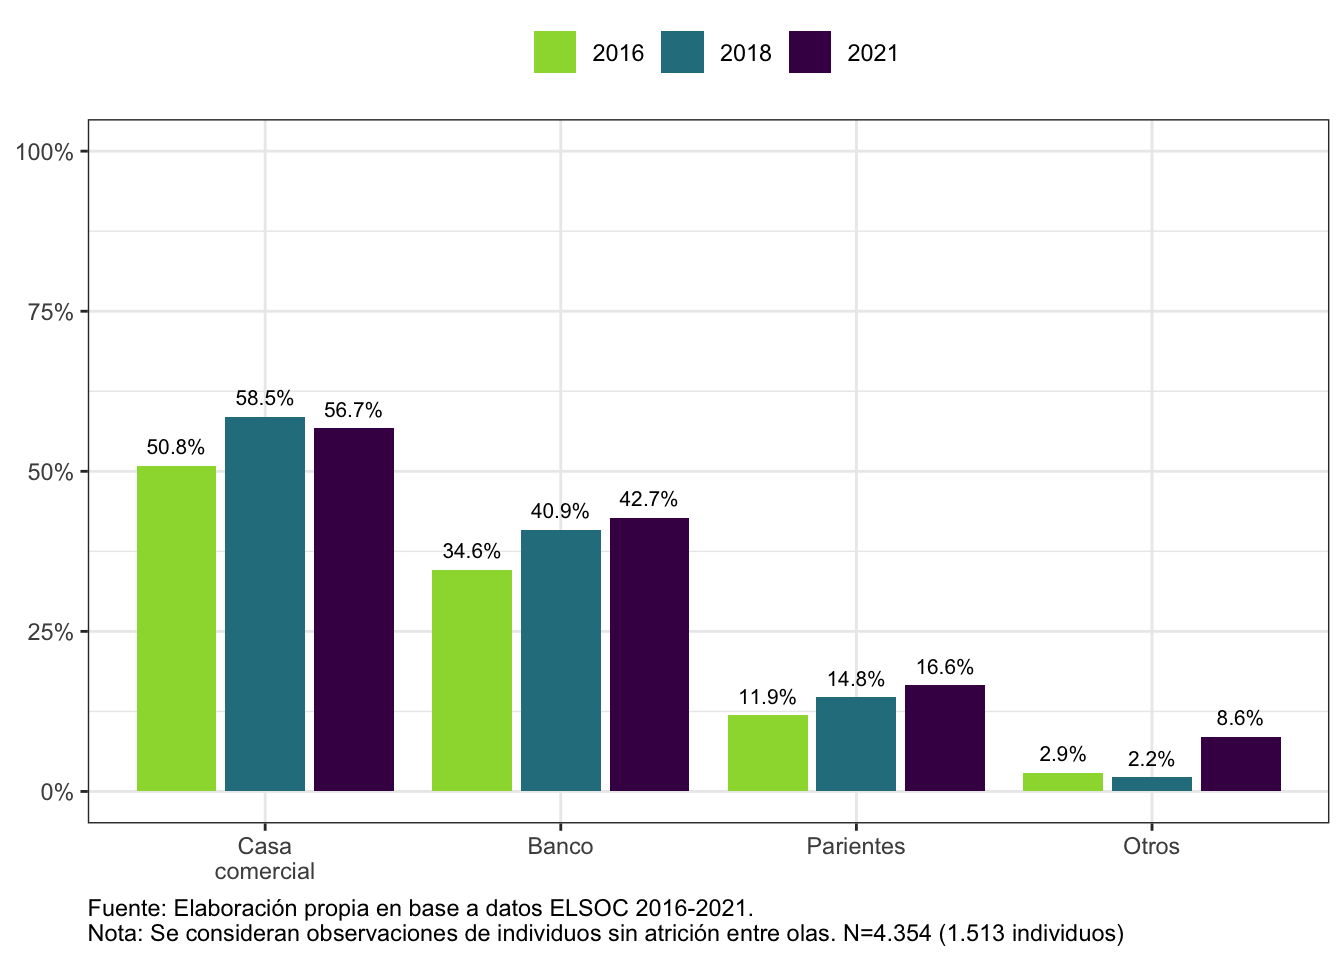 2016 2018 2021
100%
75%
50%
25%
0%
50.8%
58.5%
56.7%
34.6%
40.9%
42.7%
11.9%
14.8%
16.6%
2.9%
2.2%
8.6%
Casa
comercial
Banco
Parientes
Otros
Fuente: Elaboración propia en base a datos ELSOC 2016-2021.
Nota: Se consideran observaciones de individuos sin atrición entre olas. N=4.354 (1.513 individuos)